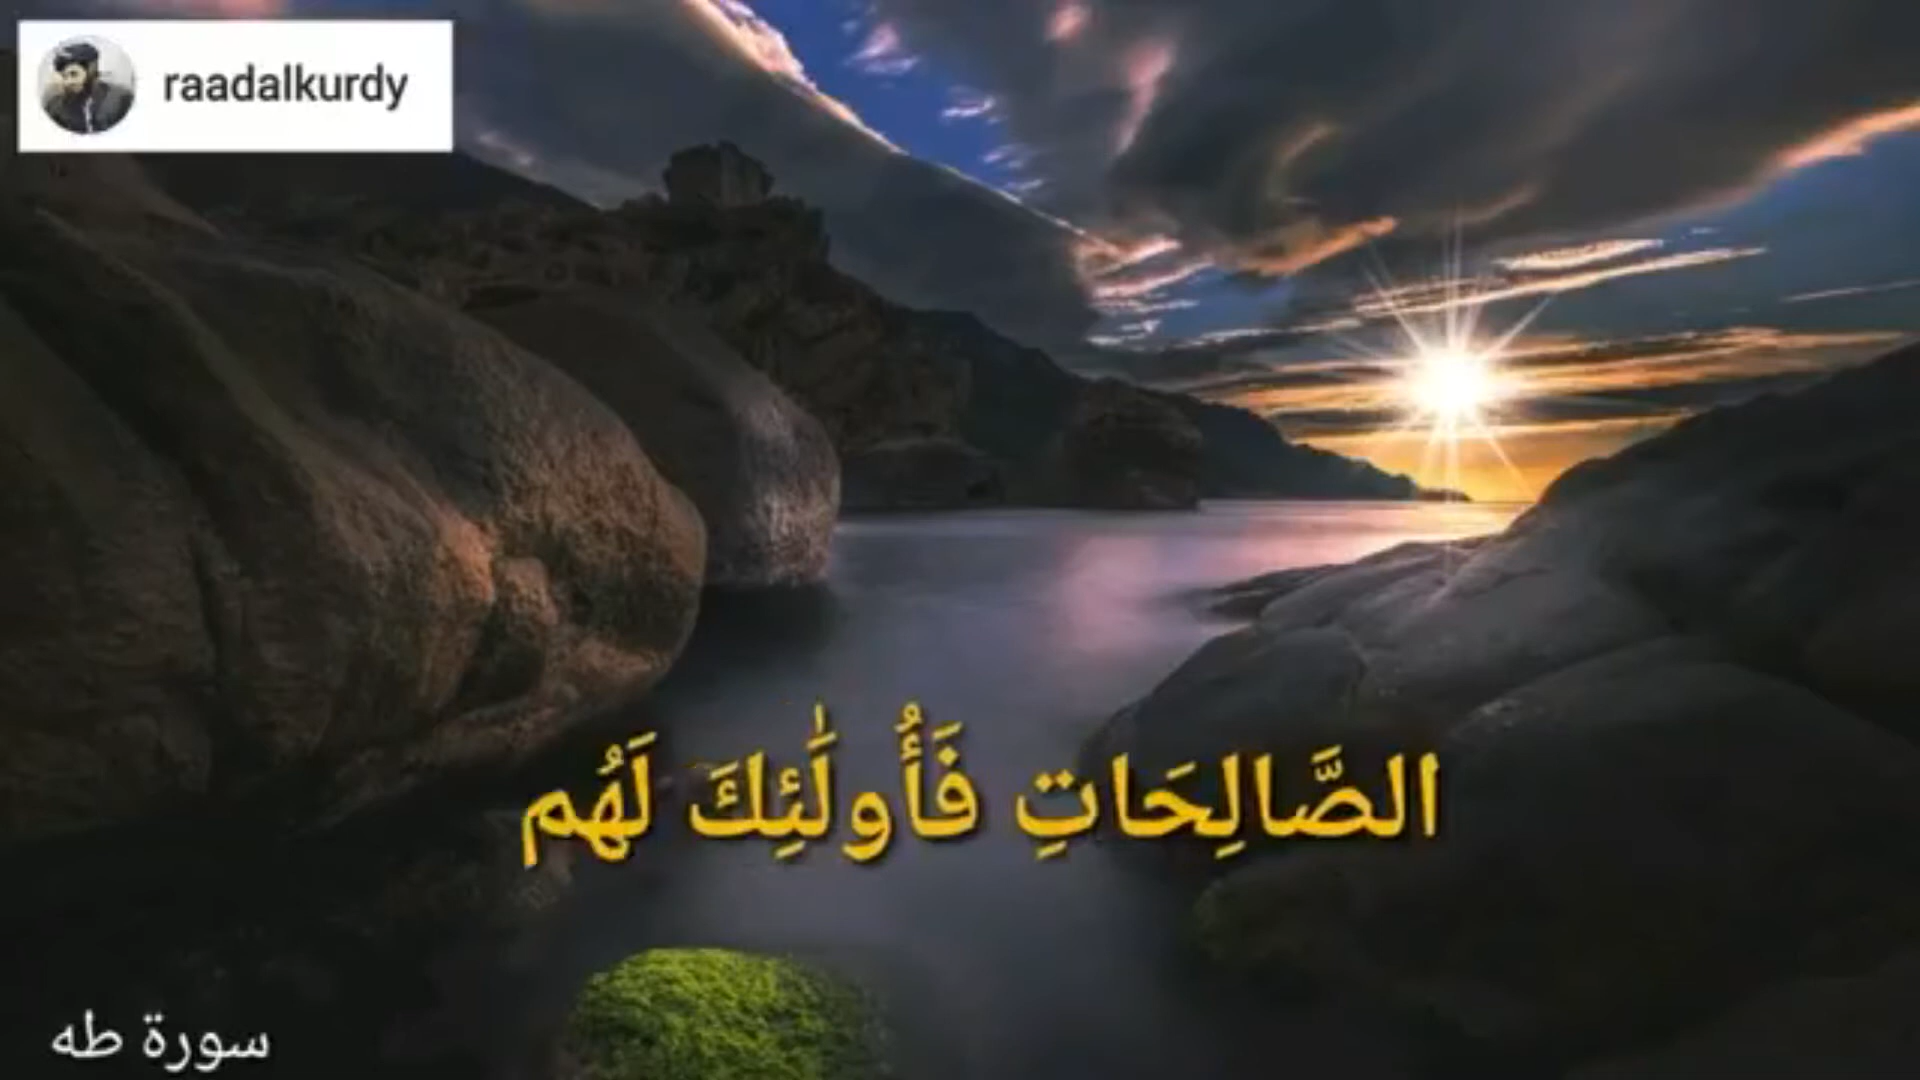 raadalkurdy
الصَّالِحَاتِ فَأُولَٰئِكَ لَهُم
سورة طه